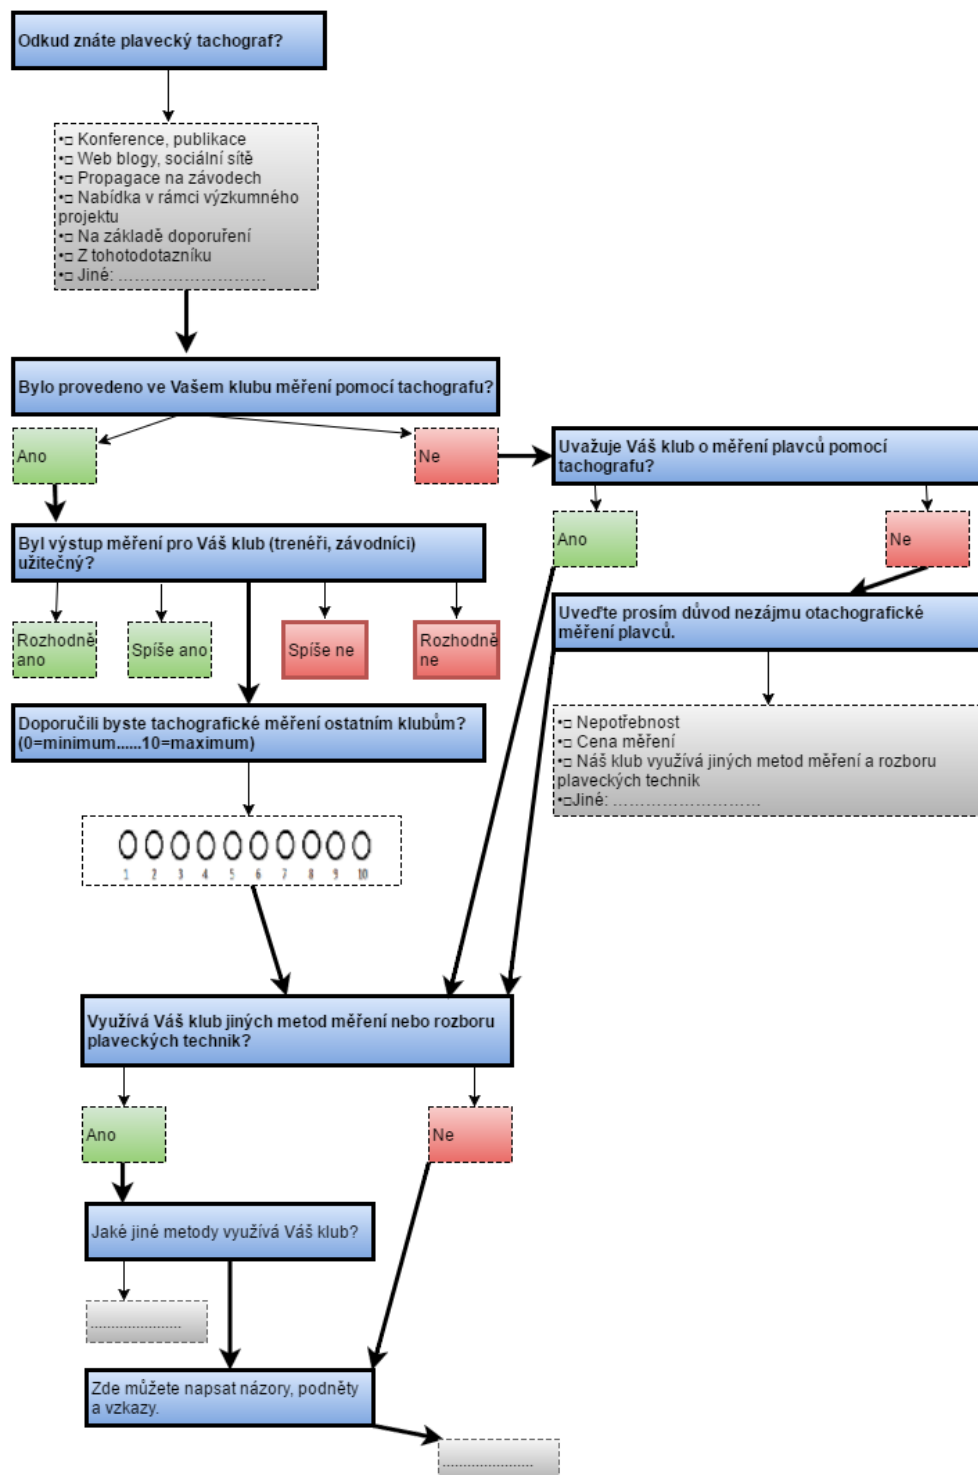 Odkud znáte plavecký tachograf?
•□ Konference, publikace
•□ Web blogy, sociální sítě
•□ Propagace na závodech
•□ Nabídka v rámci výzkumného
projektu
•□ Na základě doporuření
•□ Z tohotodotazníku
•□ Jiné: ………………………
Bylo provedeno ve Vašem klubu měření pomocí tachografu?
Ano
Ne
Uvažuje Váš klub o měření plavců pomocí
tachografu?
Ano
Ne
Byl výstup měření pro Váš klub (trenéři, závodníci)
užitečný?
Rozhodně
ano
Spíše ano
Spíše ne
Rozhodně
ne
Uveďte prosím důvod nezájmu otachografické
měření plavců.
•□ Nepotřebnost
•□ Cena měření
•□ Náš klub využívá jiných metod měření a rozboru
plaveckých technik
•□Jiné: ………………………
Doporučili byste tachografické měření ostatním klubům?
(0=minimum......10=maximum)
1 2 3 4 5 6 7 8 9 10
Využívá Váš klub jiných metod měření nebo rozboru
plaveckých technik?
Ano
Ne
Jaké jiné metody využívá Váš klub?
......................
Zde můžete napsat názory, podněty
a vzkazy.
......................